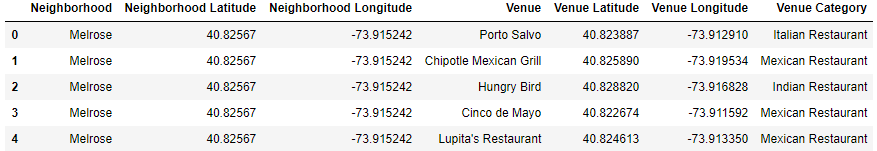 Neighborhood Neighborhood Latitude Neighborhood Longitude Venue Venue Latitude Venue Longitude Venue Category
0 Melrose 40.82567 -73.915242 Porto Salvo 40.823887 -73.912910 Italian Restaurant
1 Melrose 40.82567 -73.915242 Chipotle Mexican Grill 40.825890 -73.919534 Mexican Restaurant
2 Melrose 40.82567 -73.915242 Hungry Bird 40.828820 -73.916828 Indian Restaurant
3 Melrose 40.82567 -73.915242 Cinco de Mayo 40.822674 -73.911592 Mexican Restaurant
4 Melrose 40.82567 -73.915242 Lupita's Restaurant 40.824613 -73.913350 Mexican Restaurant